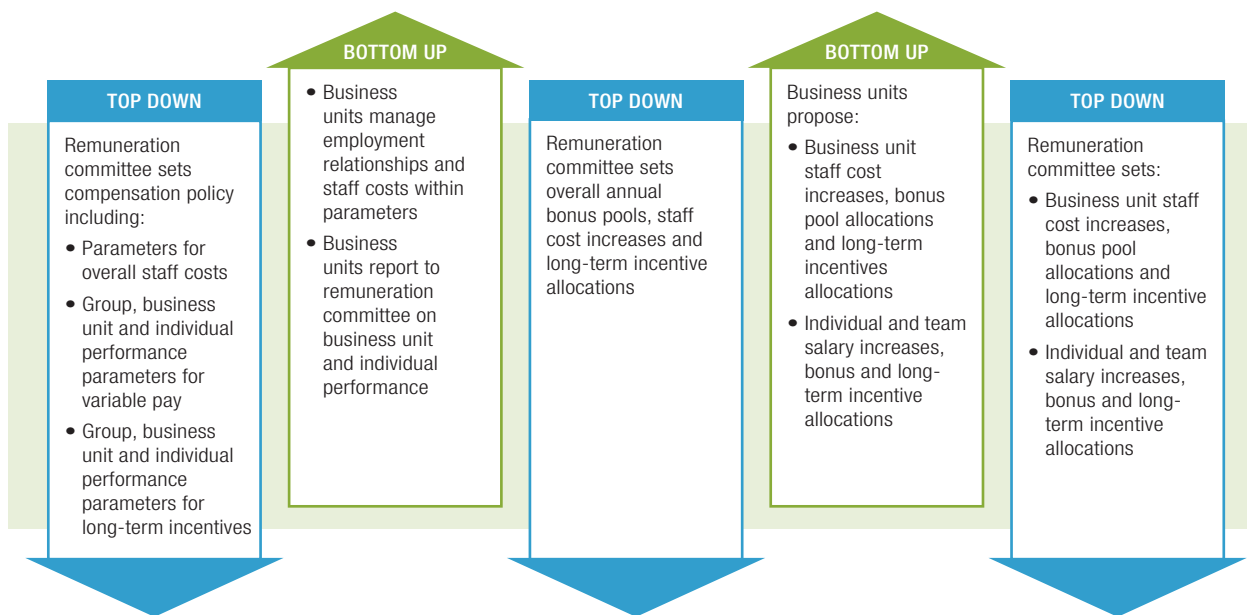 TOP DOWN
Remuneration
committee sets
compensation policy
including:
• Parameters for
overall staff costs
• Group, business
unit and individual
performance
parameters for
variable pay
• Group, business
unit and individual
performance
parameters for
long-term incentives
BOTTOM UP
• Business
units manage
employment
relationships and
staff costs within
parameters
• Business
units report to
remuneration
committee on
business unit
and individual
performance
TOP DOWN
Remuneration
committee sets
overall annual
bonus pools, staff
cost increases and
long-term incentive
allocations
BOTTOM UP
Business units
propose:
• Business unit
staff cost
increases, bonus
pool allocations
and long-term
incentives
allocations
• Individual and team
salary increases,
bonus and long-
term incentive
allocations
TOP DOWN
Remuneration
committee sets:
• Business unit staff
cost increases,
bonus pool
allocations and
long-term incentive
allocations
• Individual and team
salary increases,
bonus and long-
term incentive
allocations